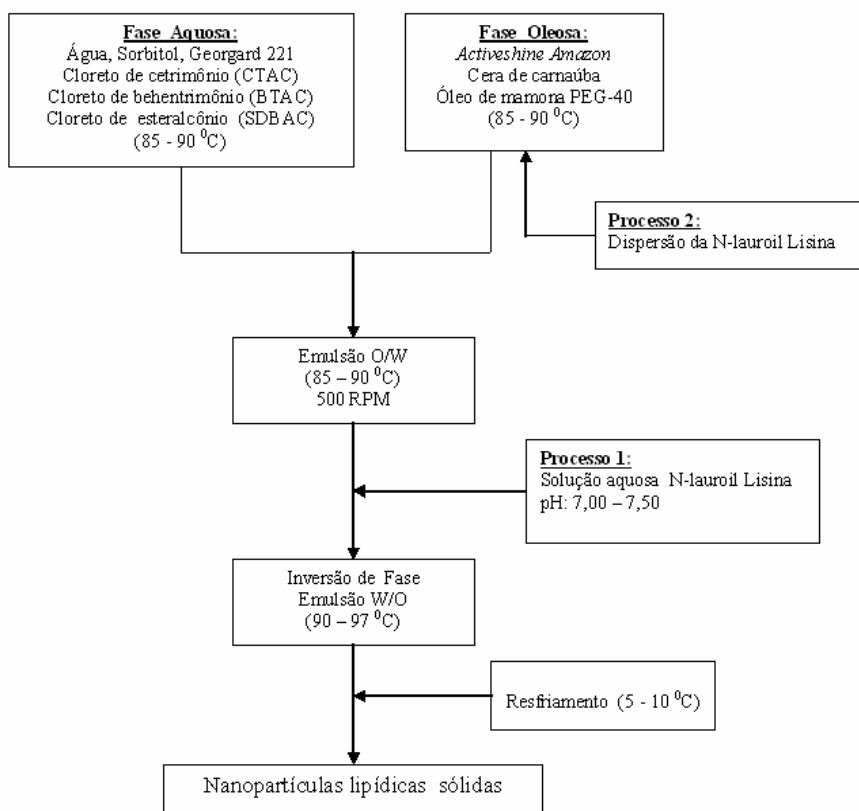 Fase Aquosa:
Água, Sorbitol, Georgard 221
Cloreto de cetrimônio (CTAC)
Cloreto de behentrimônio (BTAC)
Cloreto de esteralcônio (SDBAC)
(85 - 90 ⁰C)
Fase Oleosa:
Activeshine Amazon
Cera de carnaúba
Óleo de mamona PEG-40
(85 - 90 ⁰C)
Processo 2:
Dispersão da N-lauroil Lisina
Emulsão O/W
(85 – 90 ⁰C)
500 RPM
Processo 1:
Solução aquosa N-lauroil Lisina
pH: 7,00 – 7,50
Inversão de Fase
Emulsão W/O
(90 – 97 ⁰C)
Resfriamento (5 - 10 ⁰C)
Nanopartículas lipídicas sólidas